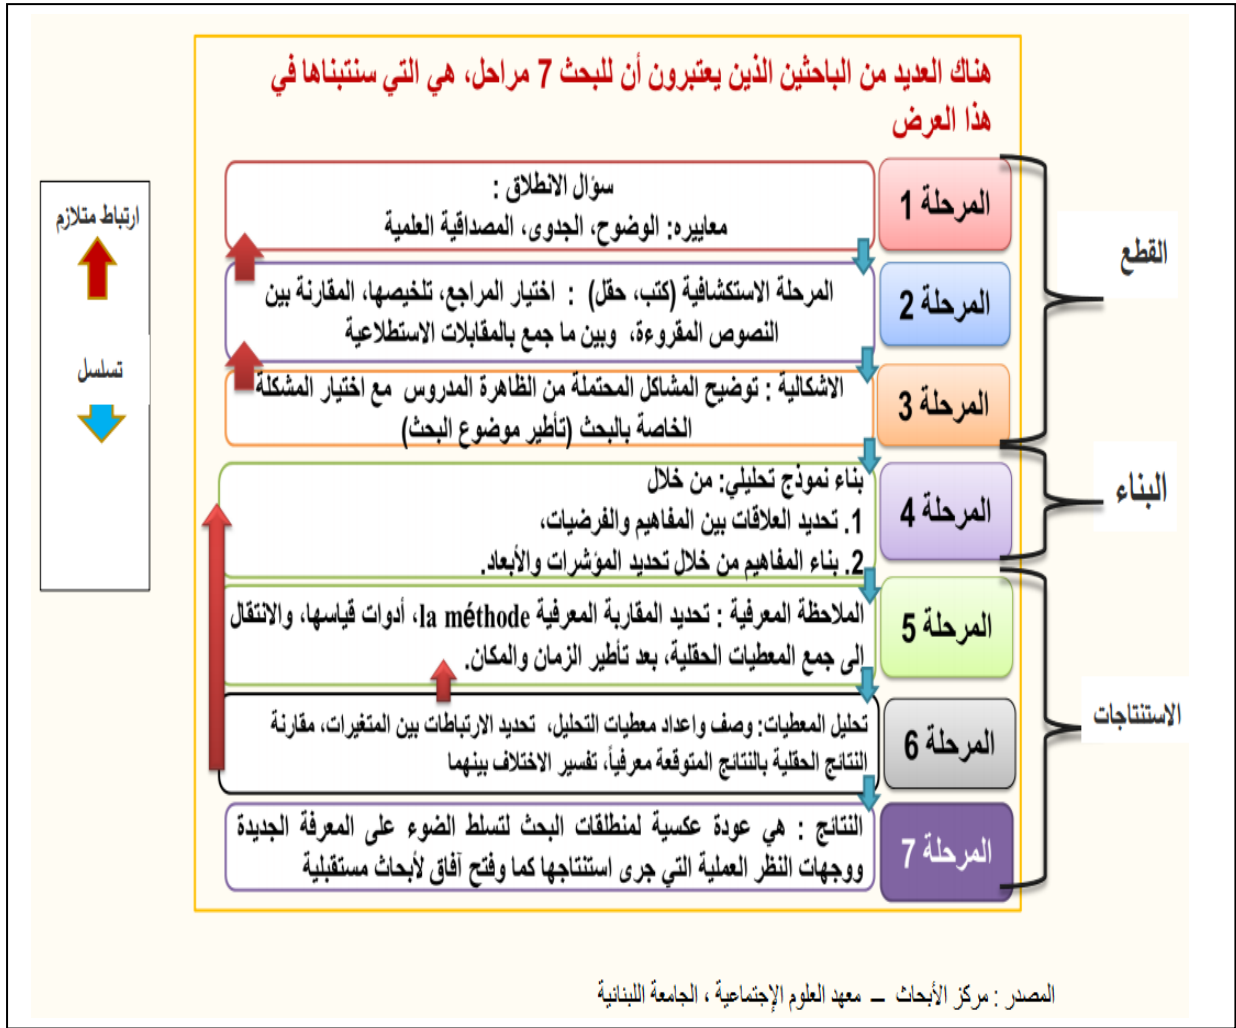 هناك العديد من الباحثين الذين يعتبرون أن للبحث 7 مراحل، هي التي سنتبناها في
هذا العرض
القطع
المرحلة 1
سؤال الانطلاق :
معاييره: الوضوح، الجدوى، المصداقية العلمية
المرحلة 2
المرحلة الاستكشافية (كتب، حقل) : اختيار المراجع، تلخيصها، المقارنة بين
النصوص المقروءة، وبين ما جمع بالمقابلات الاستطلاعية
المرحلة 3
الاشكالية : توضيح المشاكل المحتملة من الظاهرة المدروس مع اختيار المشكلة
الخاصة بالبحث (تأطير موضوع البحث)
البناء
المرحلة 4
بناء نموذج تحليلي: من خلال
1. تحديد العلاقات بين المفاهيم والفرضيات،
2. بناء المفاهيم من خلال تحديد المؤشرات والأبعاد.
الاستنتاجات
المرحلة 5
الملاحظة المعرفية : تحديد المقاربة المعرفية la méthode، أدوات قياسها، والانتقال
إلى جمع المعطيات الحقلية، بعد تأطير الزمان والمكان.
المرحلة 6
تحليل المعطيات: وصف واعداد معطيات التحليل، تحديد الارتباطات بين المتغيرات، مقارنة
النتائج الحقلية بالنتائج المتوقعة معرفياً، تفسير الاختلاف بينهما
المرحلة 7
النتائج : هي عودة عكسية لمنطلقات البحث لتسلط الضوء على المعرفة الجديدة
ووجهات النظر العملية التي جرى استنتاجها كما وفتح آفاق لأبحاث مستقبلية
ارتباط متلازم
تسلسل
المصدر : مركز الأبحاث – معهد العلوم الإجتماعية ، الجامعة اللبنانية